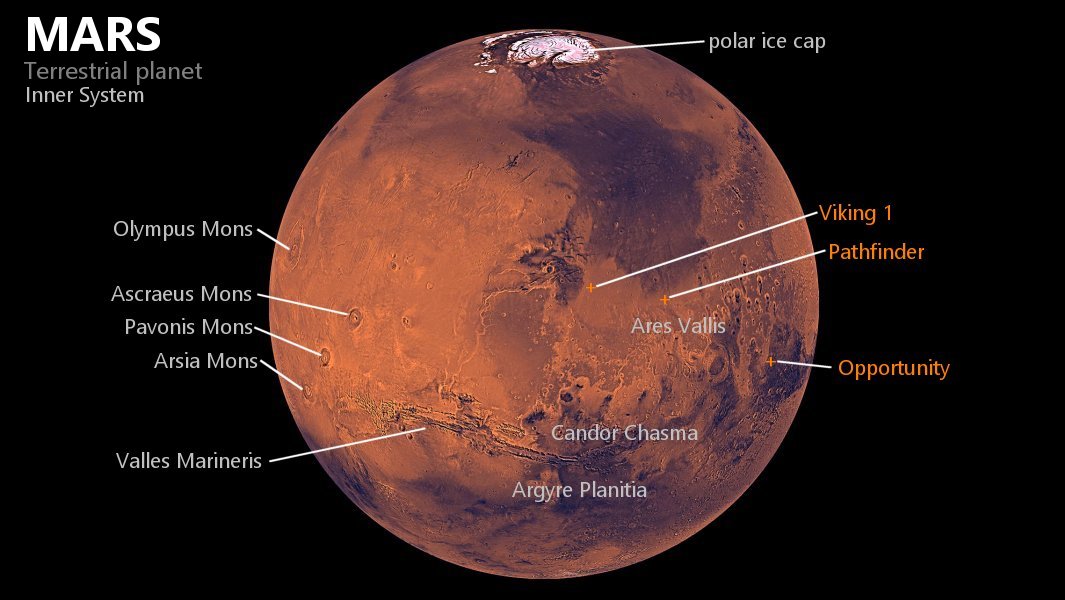 MARS
Terrestrial planet
Inner System
polar ice cap
Olympus Mons
Viking 1
Pathfinder
Ascraeus Mons
Pavonis Mons
Ares Vallis
Arsia Mons
Opportunity
Candor Chasma
Valles Marineris
Argyre Planitia